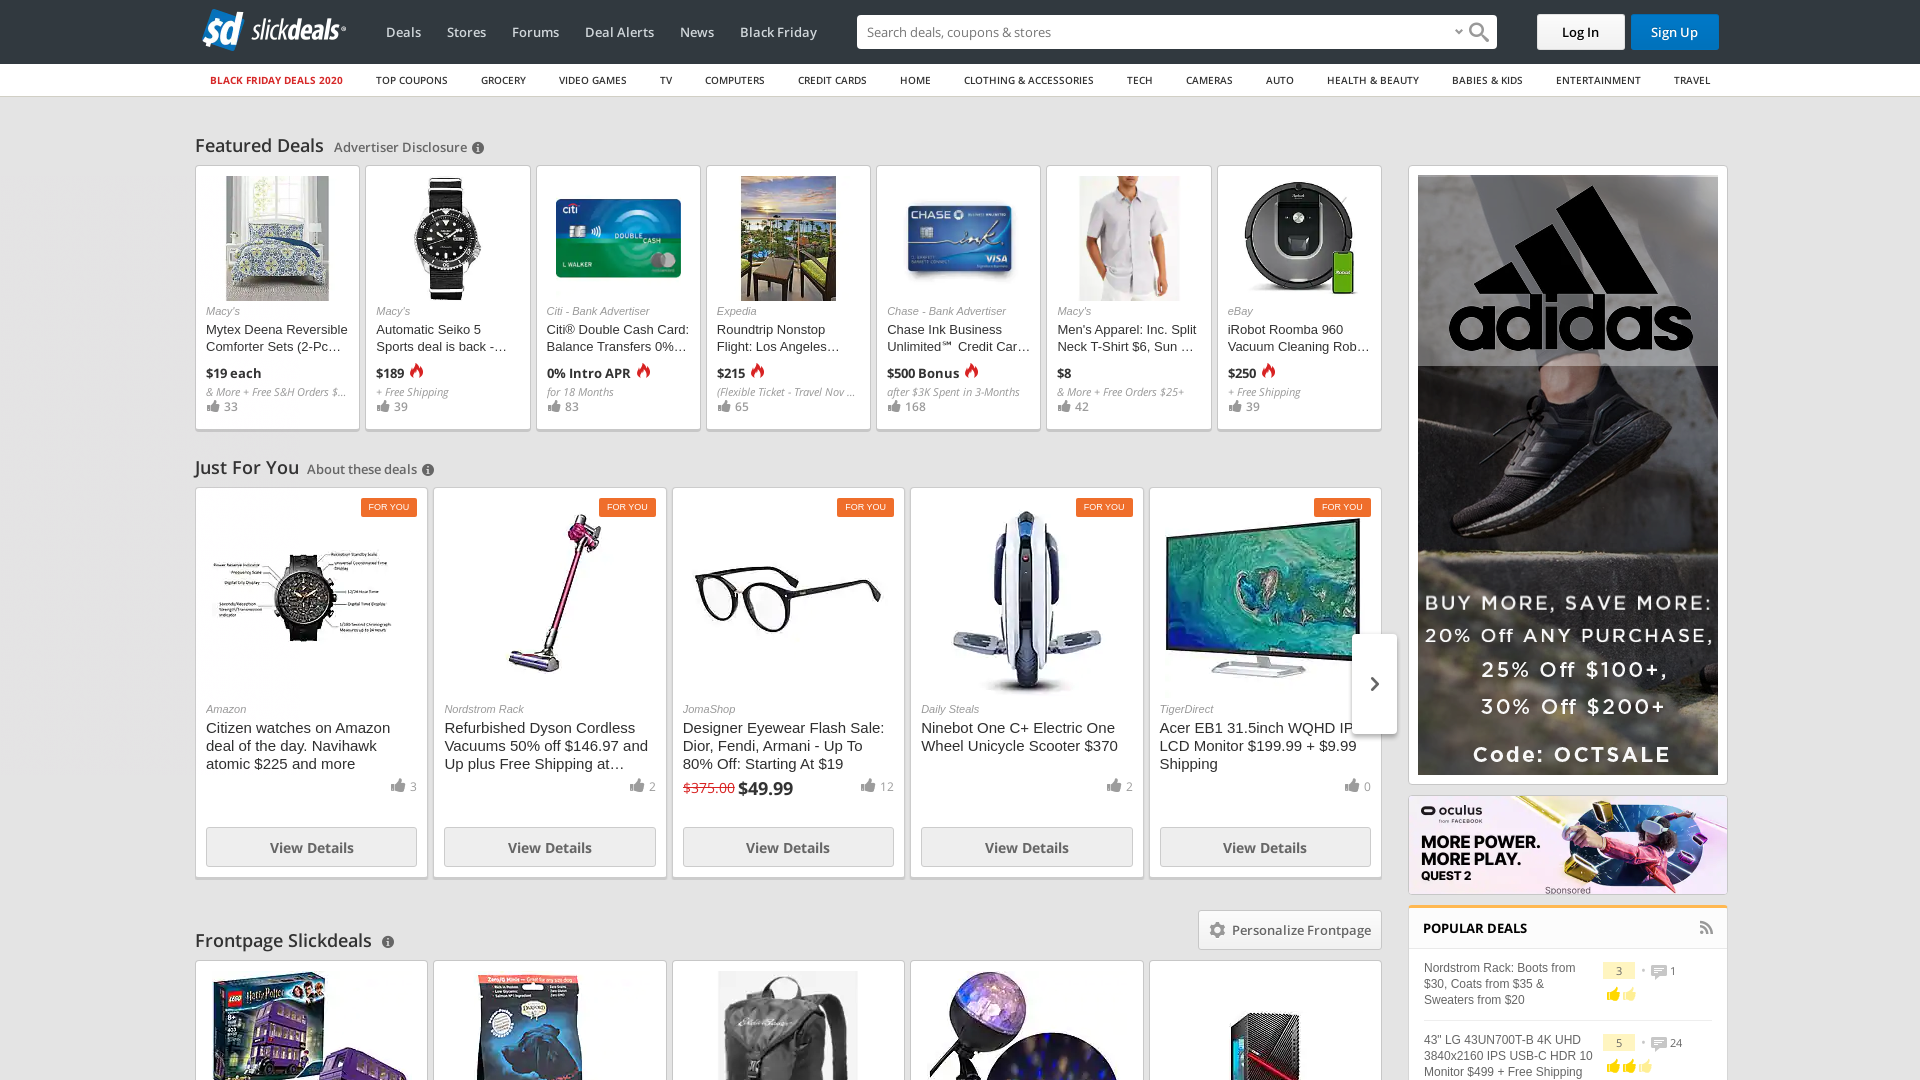 sd slickdeals
Deals
Stores
Forums
Deal Alerts
News
Black Friday
Search deals, coupons & stores
Log In
Sign Up
BLACK FRIDAY DEALS 2020
TOP COUPONS
GROCERY
VIDEO GAMES
TV
COMPUTERS
CREDIT CARDS
HOME
CLOTHING & ACCESSORIES
TECH
CAMERAS
AUTO
HEALTH & BEAUTY
BABIES & KIDS
ENTERTAINMENT
TRAVEL
Featured Deals Advertiser Disclosure
Macy's
Mytex Deena Reversible
Comforter Sets (2-Pc...
$19 each
& More + Free S&H Orders $...
33
Macy's
Automatic Seiko 5
Sports deal is back -...
$189
+ Free Shipping
39
citi
DOUBLE
CASH
L WALKER
Citi - Bank Advertiser
Citi® Double Cash Card:
Balance Transfers 0%...
0% Intro APR
for 18 Months
83
Expedia
Roundtrip Nonstop
Flight: Los Angeles...
$215
(Flexible Ticket - Travel Nov ...
65
CHASE
ink
VISA
Chase - Bank Advertiser
Chase Ink Business
Unlimited℠ Credit Car...
$500 Bonus
after $3K Spent in 3-Months
168
Macy's
Men's Apparel: Inc. Split
Neck T-Shirt $6, Sun ...
$8
& More + Free Orders $25+
42
eBay
iRobot Roomba 960
Vacuum Cleaning Rob...
$250
+ Free Shipping
39
Just For You About these deals
FOR YOU
Amazon
Citizen watches on Amazon
deal of the day. Navihawk
atomic $225 and more
3
View Details
FOR YOU
Nordstrom Rack
Refurbished Dyson Cordless
Vacuums 50% off $146.97 and
Up plus Free Shipping at...
2
View Details
FOR YOU
JomaShop
Designer Eyewear Flash Sale:
Dior, Fendi, Armani - Up To
80% Off: Starting At $19
$375.00 $49.99
12
View Details
FOR YOU
Daily Steals
Ninebot One C+ Electric One
Wheel Unicycle Scooter $370
2
View Details
FOR YOU
TigerDirect
Acer EB1 31.5inch WQHD IP
LCD Monitor $199.99 + $9.99
Shipping
0
View Details
Frontpage Slickdeals
Personalize Frontpage
LEGO Harry Potter
8+
Eddie Bauer
adidas
BUY MORE, SAVE MORE:
20% Off ANY PURCHASE,
25% Off $100+,
30% Off $200+
Code: OCTSALE
oculus
from FACEBOOK
MORE POWER.
MORE PLAY.
QUEST 2
Sponsored
POPULAR DEALS
Nordstrom Rack: Boots from
$30, Coats from $35 &
Sweaters from $20
3
1
43" LG 43UN700T-B 4K UHD
3840x2160 IPS USB-C HDR 10
Monitor $499 + Free Shipping
5
24